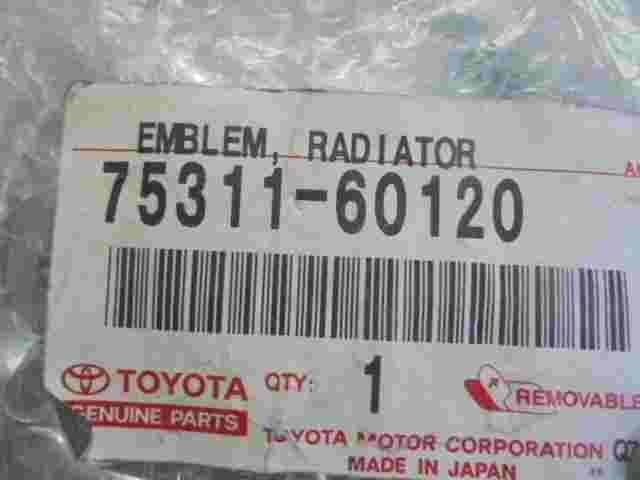 EMBLEM, RADIATOR
75311-60120
TOYOTA QTY: 1 REMOVABLE
GENUINE PARTS
TOYOTA MOTOR CORPORATION
MADE IN JAPAN